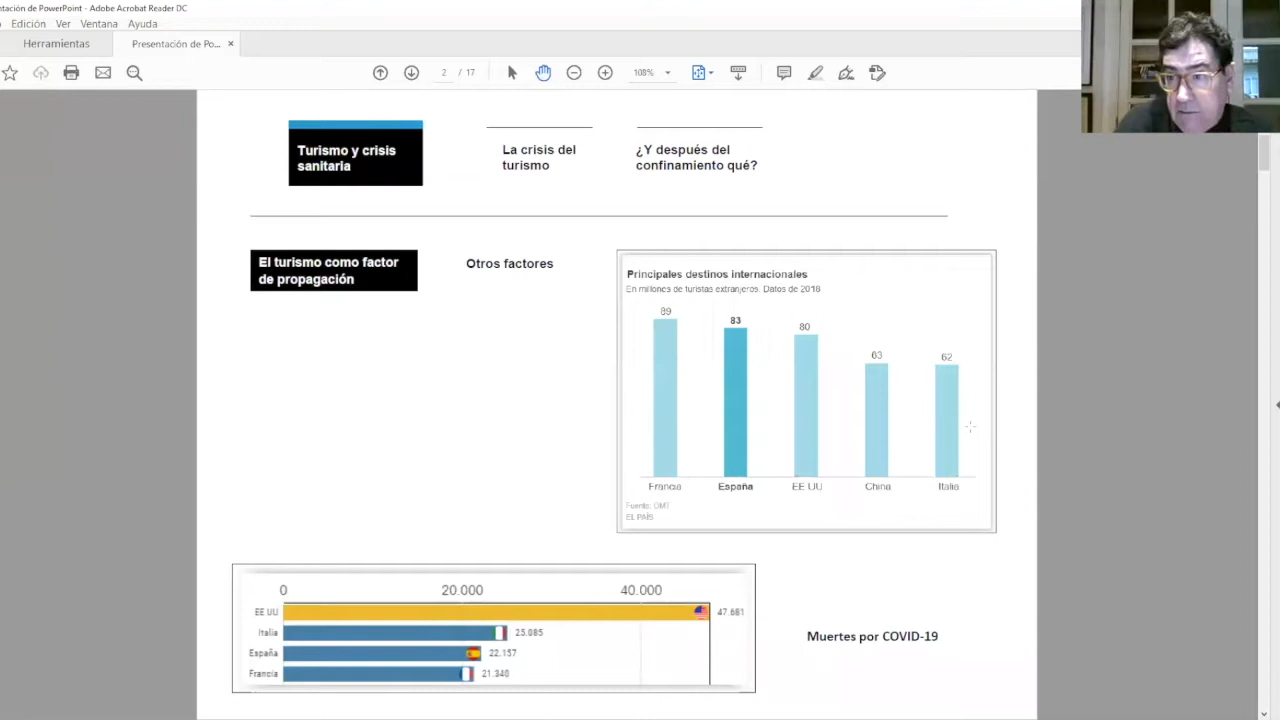 ntación de PowerPoint - Adobe Acrobat Reader DC
Edición Ver Ventana Ayuda
Herramientas
Presentación de Po... ×
2 / 17
108%
Turismo y crisis
sanitaria
La crisis del
turismo
¿Y después del
confinamiento qué?
El turismo como factor
de propagación
Otros factores
Principales destinos internacionales
En millones de turistas extranjeros. Datos de 2018
89
83
80
63
62
Francia
España
EE UU
China
Italia
Fuente: OMT
EL PAÍS
0
20.000
40.000
EE UU
47.681
Italia
25.085
España
22.157
Francia
21.340
Muertes por COVID-19